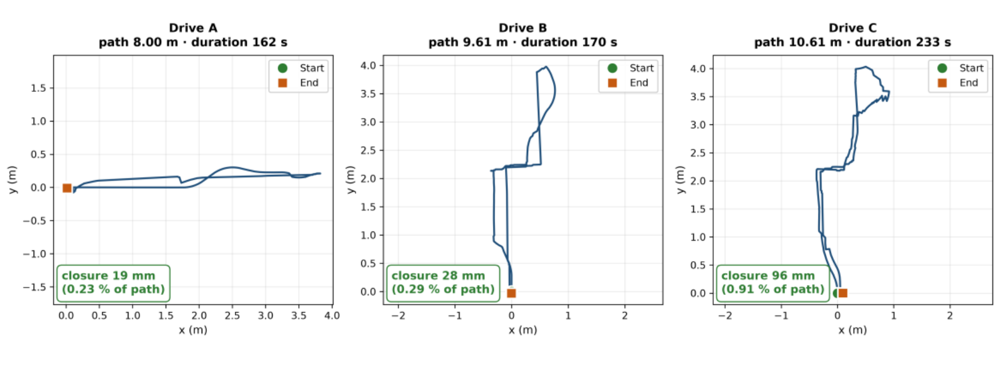 Drive A
path 8.00 m · duration 162 s
Start
End
1.5
1.0
0.5
0.0
−0.5
−1.0
−1.5
y (m)
closure 19 mm
(0.23 % of path)
0.0 0.5 1.0 1.5 2.0 2.5 3.0 3.5 4.0
x (m)
Drive B
path 9.61 m · duration 170 s
Start
End
4.0
3.5
3.0
2.5
2.0
1.5
1.0
0.5
0.0
y (m)
closure 28 mm
(0.29 % of path)
−2 −1 0 1 2
x (m)
Drive C
path 10.61 m · duration 233 s
Start
End
4.0
3.5
3.0
2.5
2.0
1.5
1.0
0.5
0.0
y (m)
closure 96 mm
(0.91 % of path)
−2 −1 0 1 2
x (m)